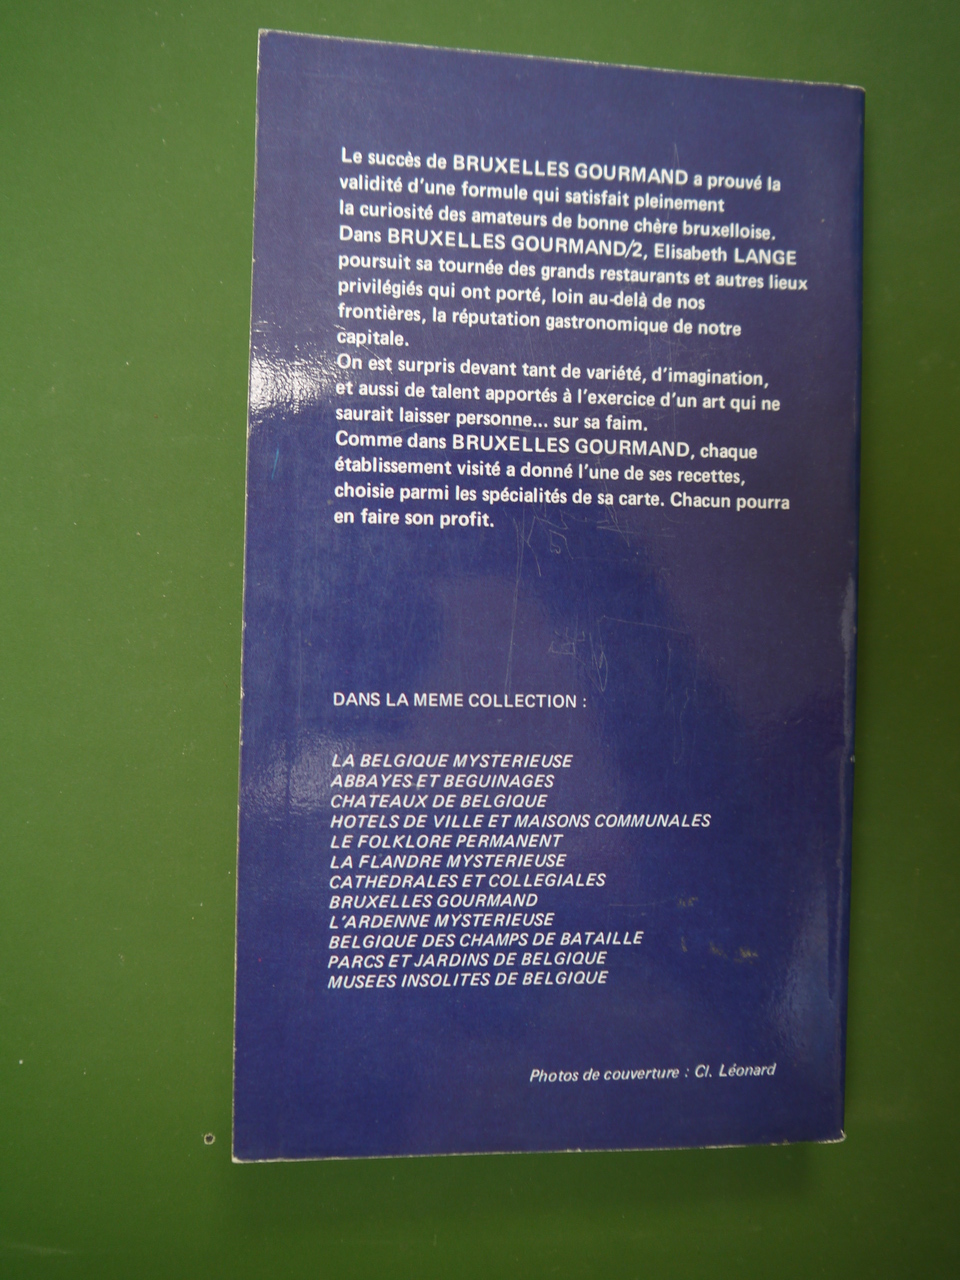 Le succès de BRUXELLES GOURMAND a prouvé la
validité d'une formule qui satisfait pleinement
la curiosité des amateurs de bonne chère bruxelloise.
Dans BRUXELLES GOURMAND/2, Elisabeth LANGE
poursuit sa tournée des grands restaurants et autres lieux
privilégiés qui ont porté, loin au-delà de nos
frontières, la réputation gastronomique de notre
capitale.
On est surpris devant tant de variété, d'imagination,
et aussi de talent apportés à l'exercice d'un art qui ne
saurait laisser personne... sur sa faim.
Comme dans BRUXELLES GOURMAND, chaque
établissement visité a donné l'une de ses recettes,
choisie parmi les spécialités de sa carte. Chacun pourra
en faire son profit.
DANS LA MEME COLLECTION :
LA BELGIQUE MYSTERIEUSE
ABBAYES ET BEGUINAGES
CHATEAUX DE BELGIQUE
HOTELS DE VILLE ET MAISONS COMMUNALES
LE FOLKLORE PERMANENT
LA FLANDRE MYSTERIEUSE
CATHEDRALES ET COLLEGIALES
BRUXELLES GOURMAND
L'ARDENNE MYSTERIEUSE
BELGIQUE DES CHAMPS DE BATAILLE
PARCS ET JARDINS DE BELGIQUE
MUSEES INSOLITES DE BELGIQUE
Photos de couverture : Cl. Léonard